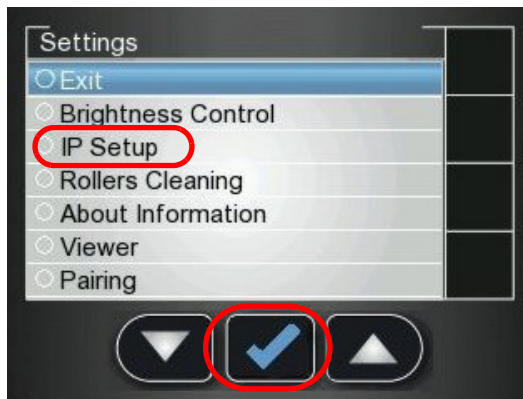 Settings
Exit
Brightness Control
IP Setup
Rollers Cleaning
About Information
Viewer
Pairing